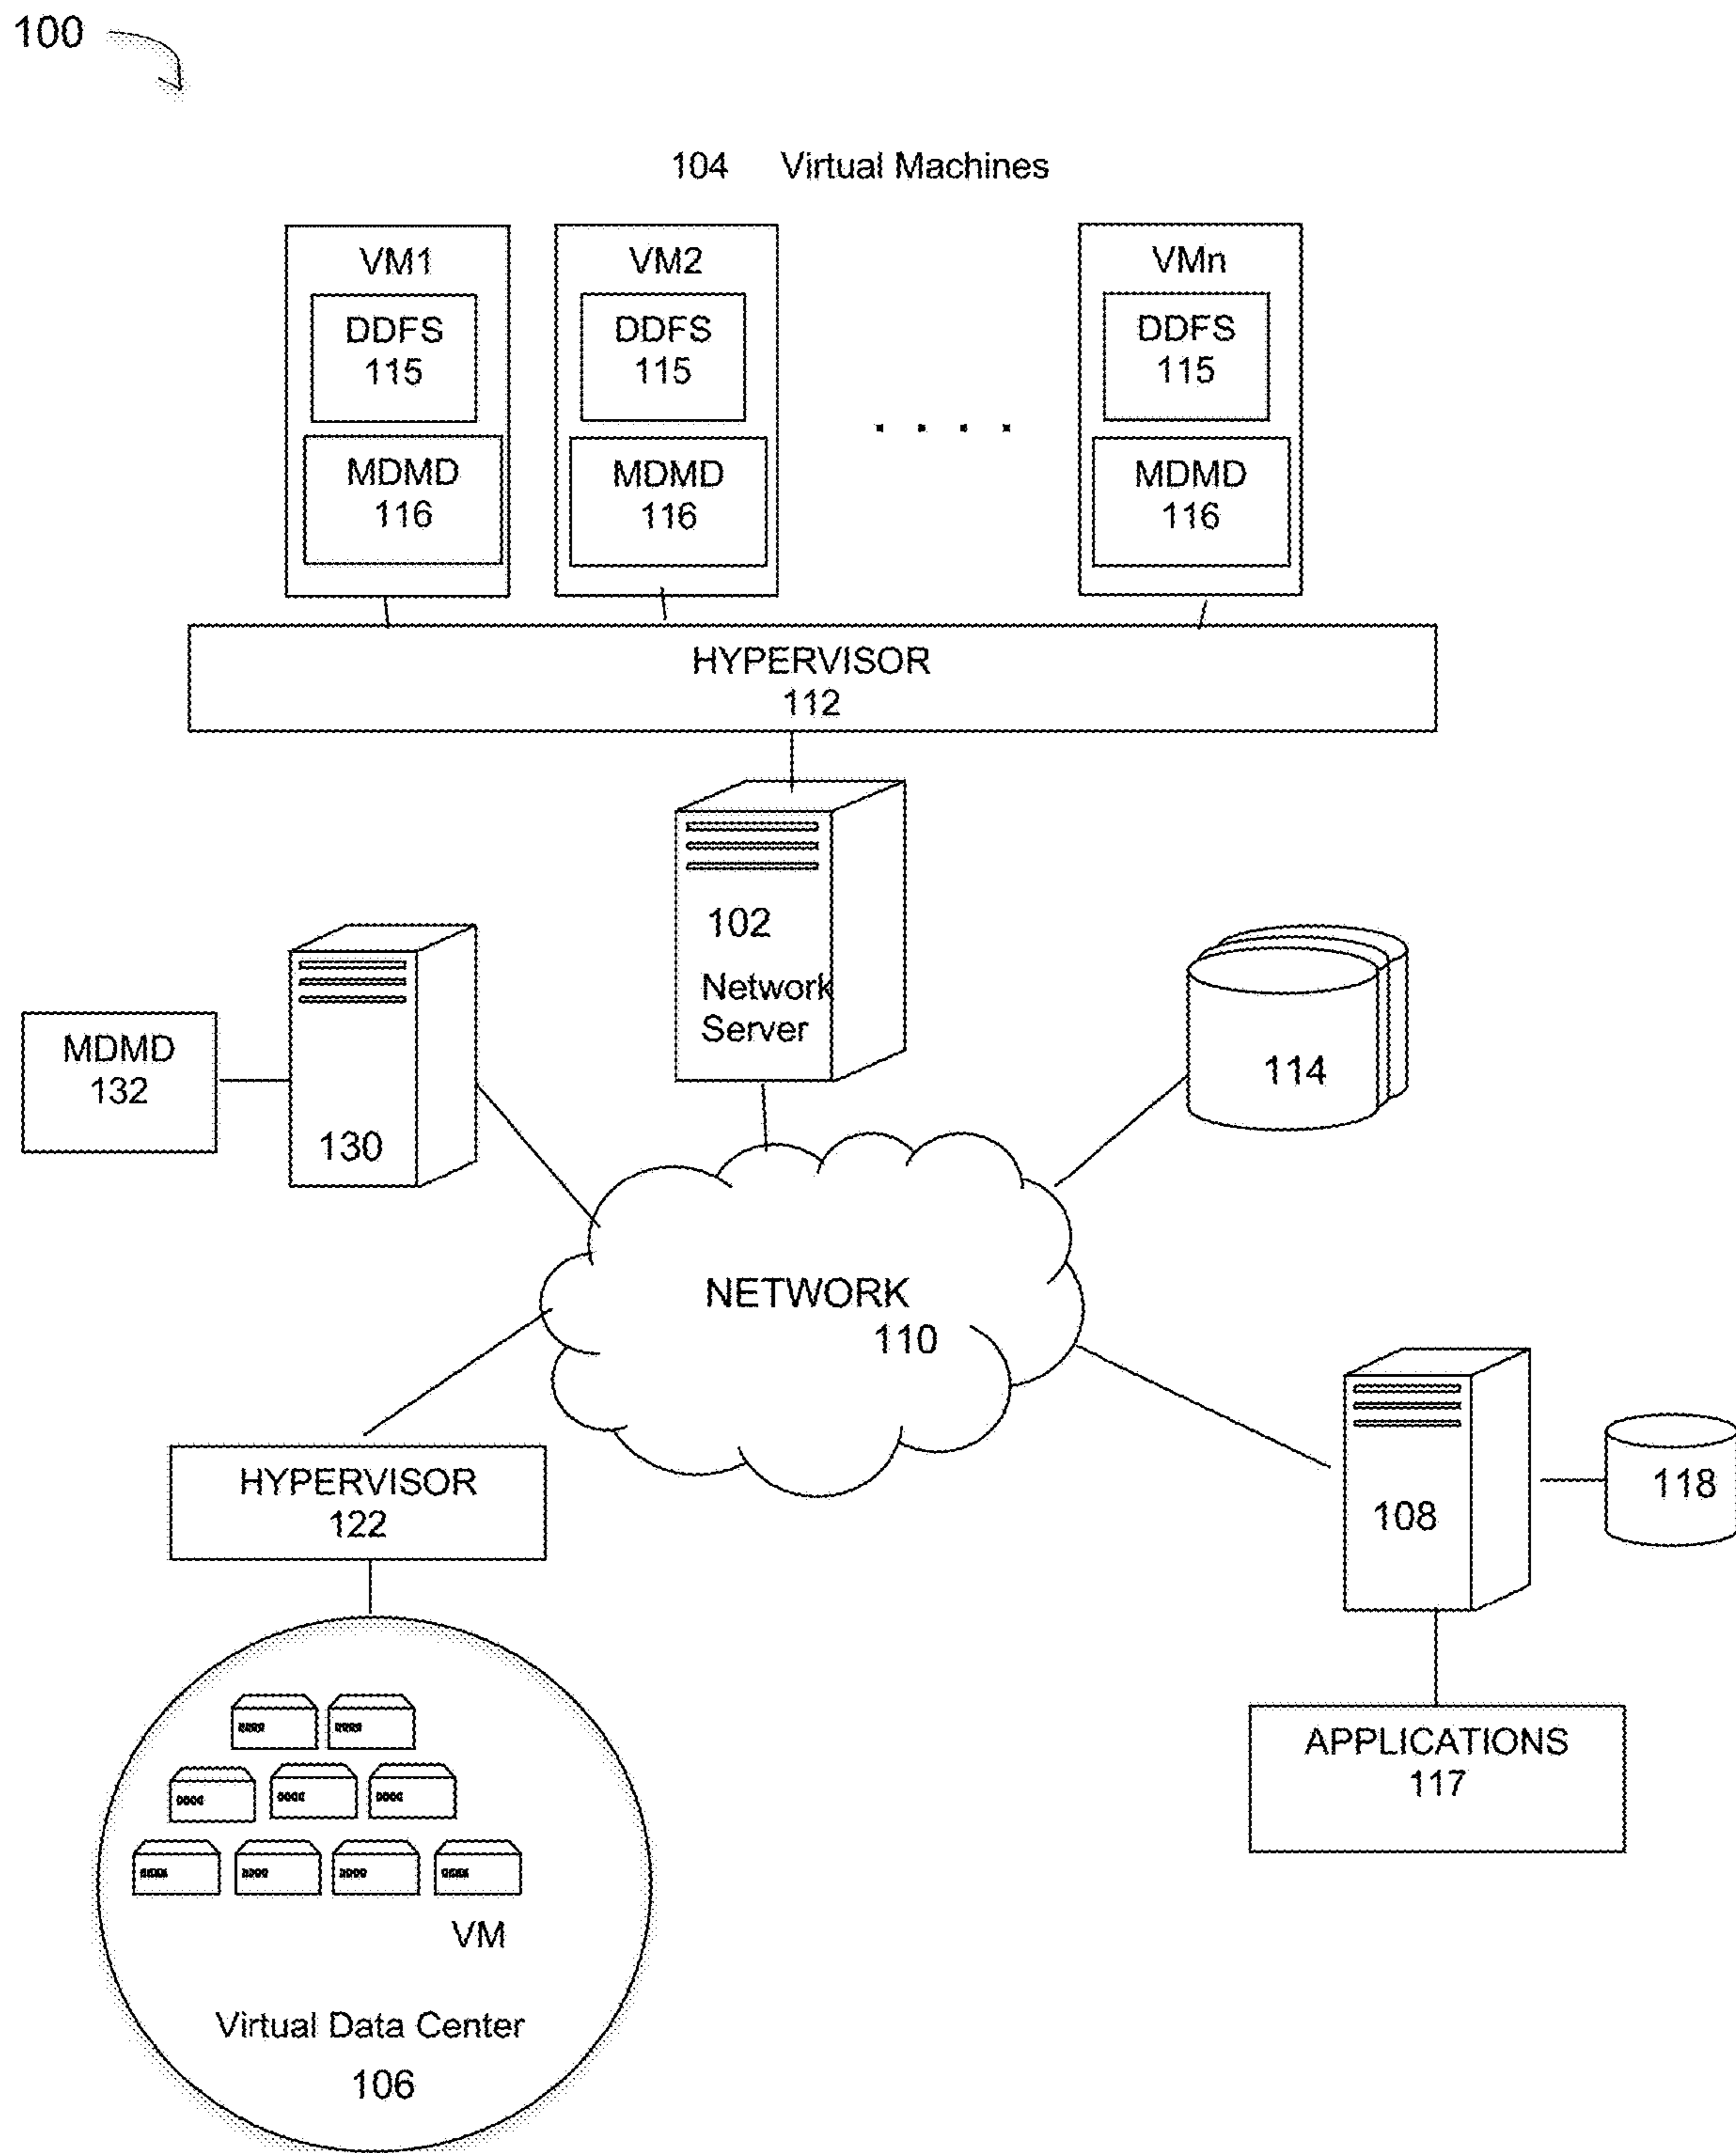 100
104 Virtual Machines
VM1
DDFS
115
MDMD
116
VM2
DDFS
115
MDMD
116
. . . .
VMn
DDFS
115
MDMD
116
HYPERVISOR
112
102
Network
Server
MDMD
132
130
114
NETWORK
110
HYPERVISOR
122
108
118
APPLICATIONS
117
VM
Virtual Data Center
106